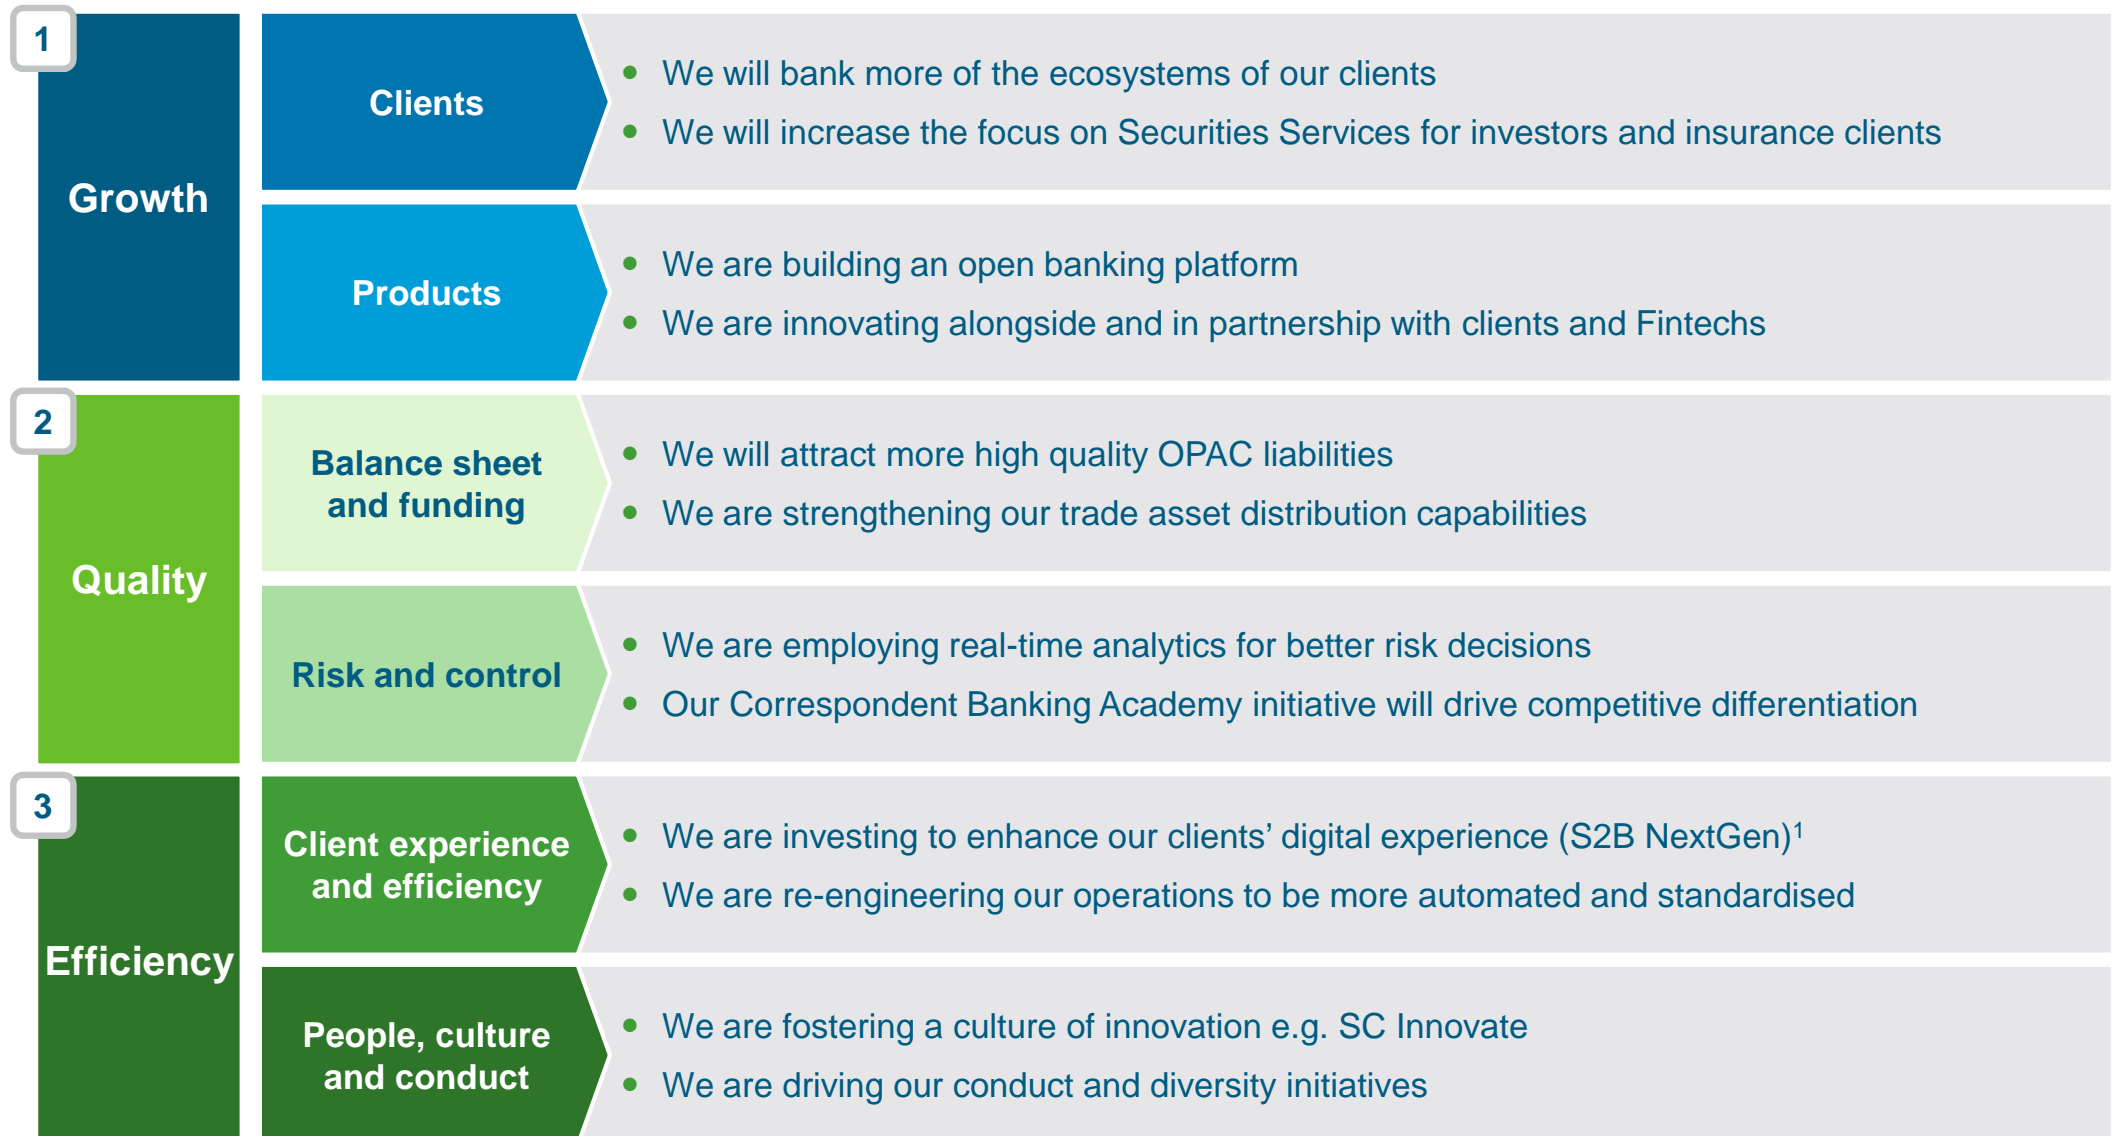 1
Growth
Clients
• We will bank more of the ecosystems of our clients
• We will increase the focus on Securities Services for investors and insurance clients
Products
• We are building an open banking platform
• We are innovating alongside and in partnership with clients and Fintechs
2
Quality
Balance sheet
and funding
• We will attract more high quality OPAC liabilities
• We are strengthening our trade asset distribution capabilities
Risk and control
• We are employing real-time analytics for better risk decisions
• Our Correspondent Banking Academy initiative will drive competitive differentiation
3
Efficiency
Client experience
and efficiency
• We are investing to enhance our clients’ digital experience (S2B NextGen)¹
• We are re-engineering our operations to be more automated and standardised
People, culture
and conduct
• We are fostering a culture of innovation e.g. SC Innovate
• We are driving our conduct and diversity initiatives